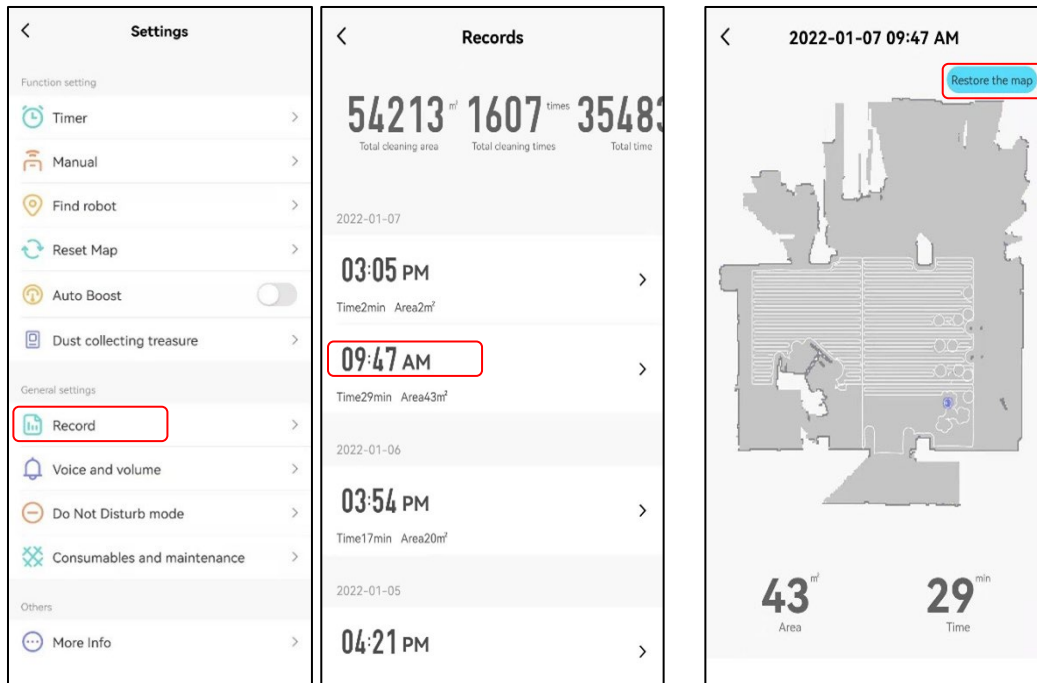 Settings
Function setting
Timer
Manual
Find robot
Reset Map
Auto Boost
Dust collecting treasure
General settings
Record
Voice and volume
Do Not Disturb mode
Consumables and maintenance
Others
More Info
Records
54213 m² 1607 times 35483
Total cleaning area Total cleaning times Total time
2022-01-07
03:05 PM
Time2min Area2m²
09:47 AM
Time29min Area43m²
2022-01-06
03:54 PM
Time17min Area20m²
2022-01-05
04:21 PM
2022-01-07 09:47 AM
Restore the map
43 m² 29 min
Area Time